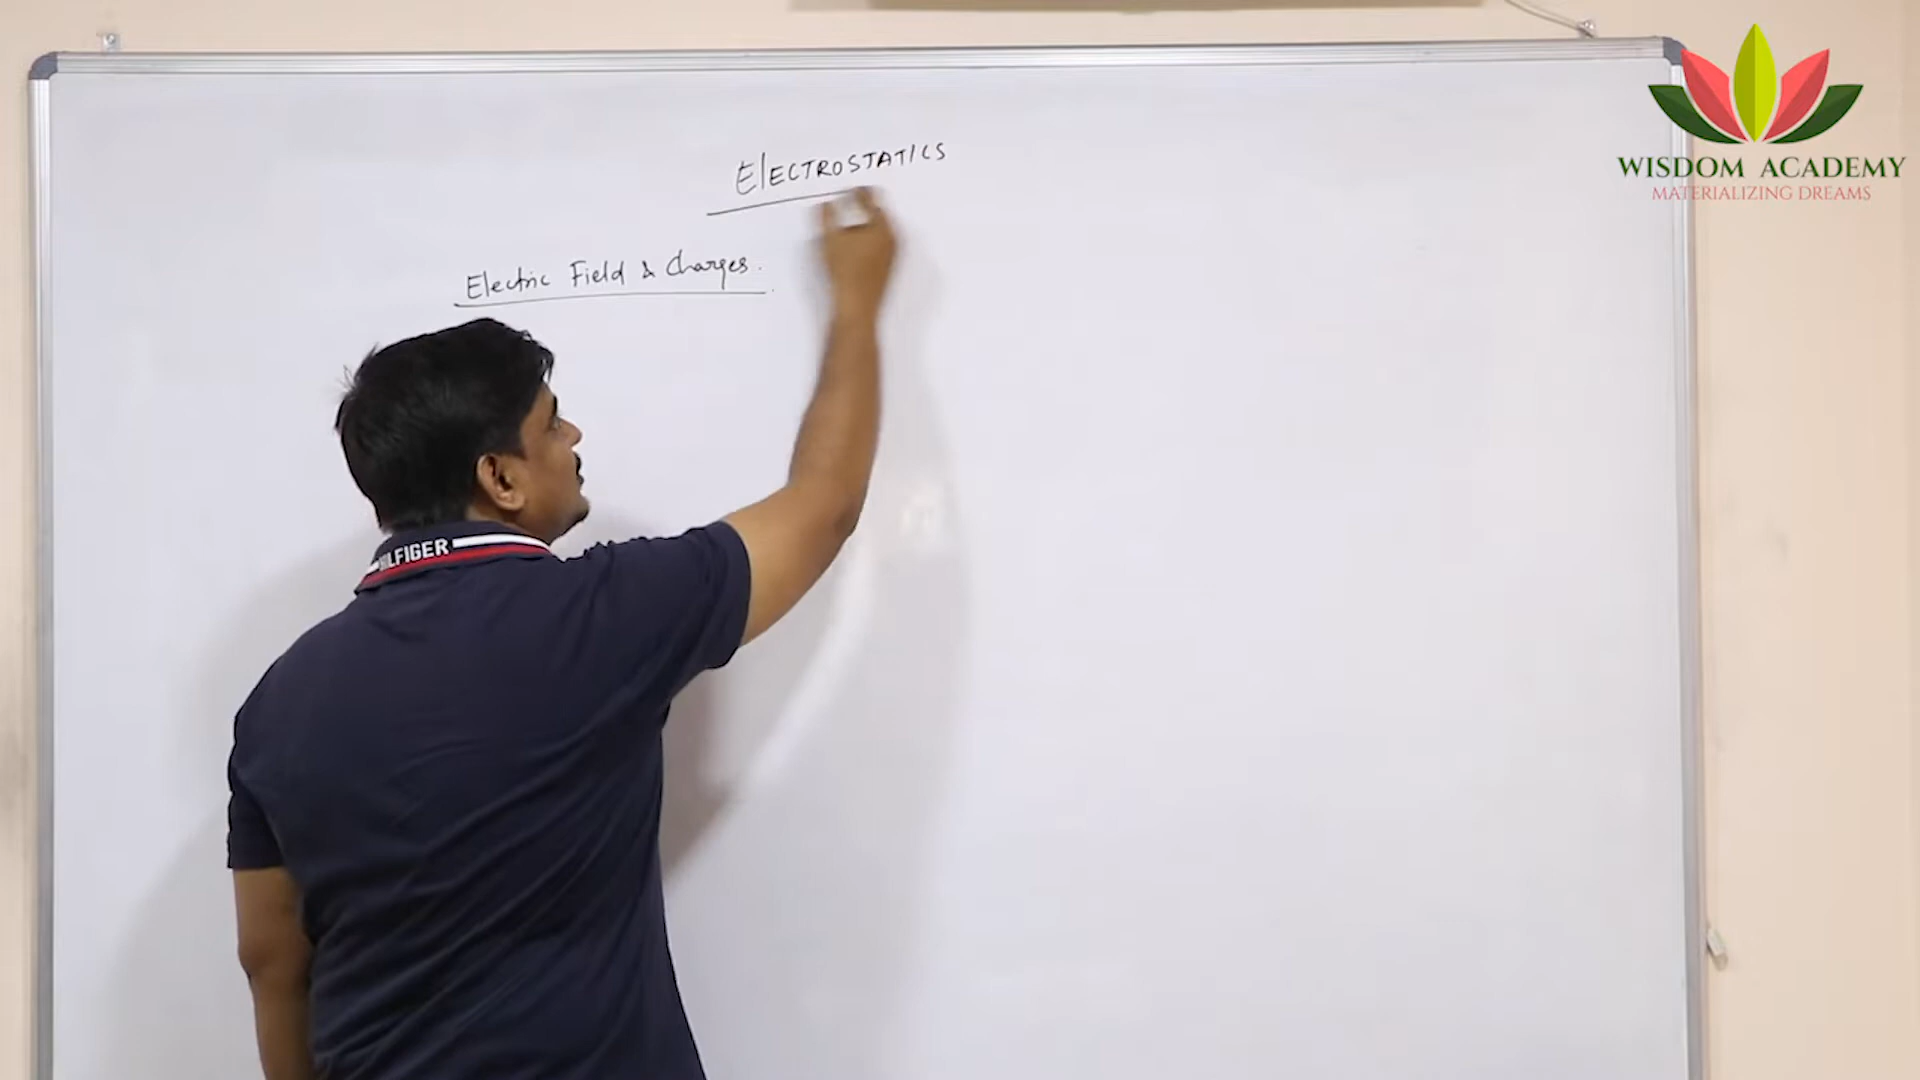 ELECTROSTATICS
Electric Field & Charges.
HILFIGER
WISDOM ACADEMY
MATERIALIZING DREAMS